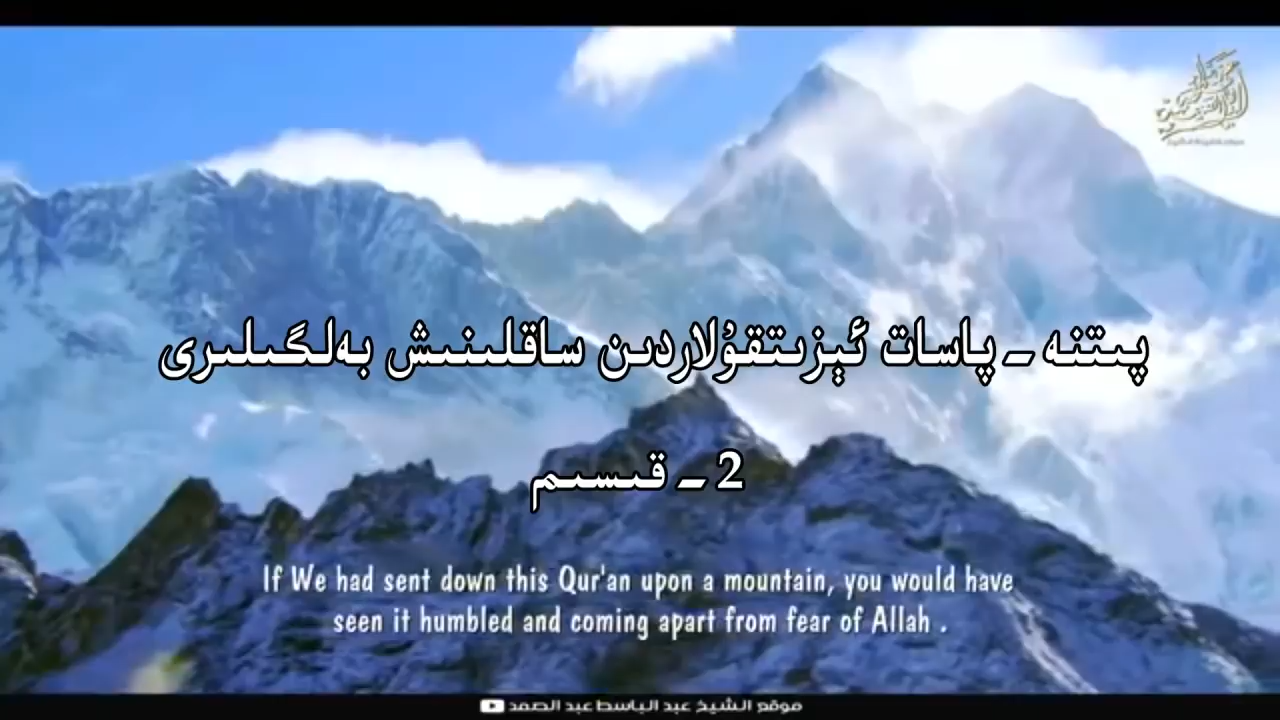 پىتنە ـ پاسات ئېزىتقۇلاردىن ساقلىنىش بەلگىلىرى
2 ـ قىسىم
If We had sent down this Qur'an upon a mountain, you would have
seen it humbled and coming apart from fear of Allah .
موقع الشيخ عبد الباسط عبد الصمد